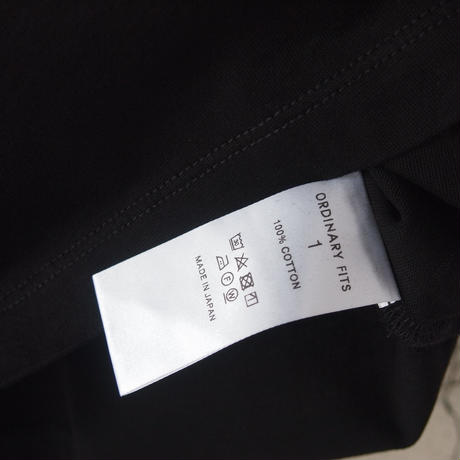 ORDINARY FITS
1
100% COTTON
F W
MADE IN JAPAN